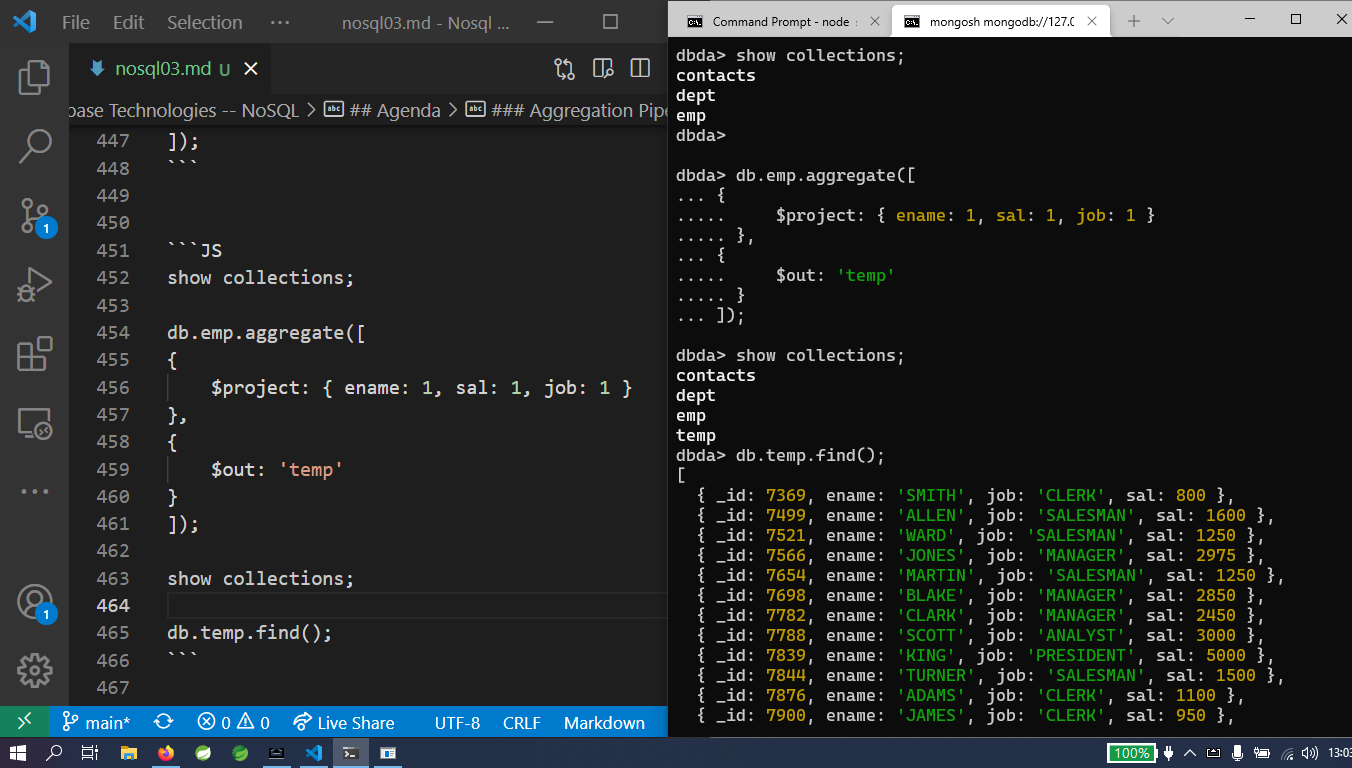 File Edit Selection ··· nosql03.md - Nosql ...
nosql03.md U
base Technologies -- NoSQL > ## Agenda > ### Aggregation Pipe
447 ]);
448 ```
449
450
451 ```JS
452 show collections;
453
454 db.emp.aggregate([
455 {
456 $project: { ename: 1, sal: 1, job: 1 }
457 },
458 {
459 $out: 'temp'
460 }
461 ]);
462
463 show collections;
464
465 db.temp.find();
466 ```
467
1
1
main* 0 0 Live Share UTF-8 CRLF Markdown
Command Prompt - node
mongosh mongodb://127.0
dbda> show collections;
contacts
dept
emp
dbda>
dbda> db.emp.aggregate([
... {
..... $project: { ename: 1, sal: 1, job: 1 }
..... },
... {
..... $out: 'temp'
..... }
... ]);
dbda> show collections;
contacts
dept
emp
temp
dbda> db.temp.find();
[
{ _id: 7369, ename: 'SMITH', job: 'CLERK', sal: 800 },
{ _id: 7499, ename: 'ALLEN', job: 'SALESMAN', sal: 1600 },
{ _id: 7521, ename: 'WARD', job: 'SALESMAN', sal: 1250 },
{ _id: 7566, ename: 'JONES', job: 'MANAGER', sal: 2975 },
{ _id: 7654, ename: 'MARTIN', job: 'SALESMAN', sal: 1250 },
{ _id: 7698, ename: 'BLAKE', job: 'MANAGER', sal: 2850 },
{ _id: 7782, ename: 'CLARK', job: 'MANAGER', sal: 2450 },
{ _id: 7788, ename: 'SCOTT', job: 'ANALYST', sal: 3000 },
{ _id: 7839, ename: 'KING', job: 'PRESIDENT', sal: 5000 },
{ _id: 7844, ename: 'TURNER', job: 'SALESMAN', sal: 1500 },
{ _id: 7876, ename: 'ADAMS', job: 'CLERK', sal: 1100 },
{ _id: 7900, ename: 'JAMES', job: 'CLERK', sal: 950 },
100% 13:03